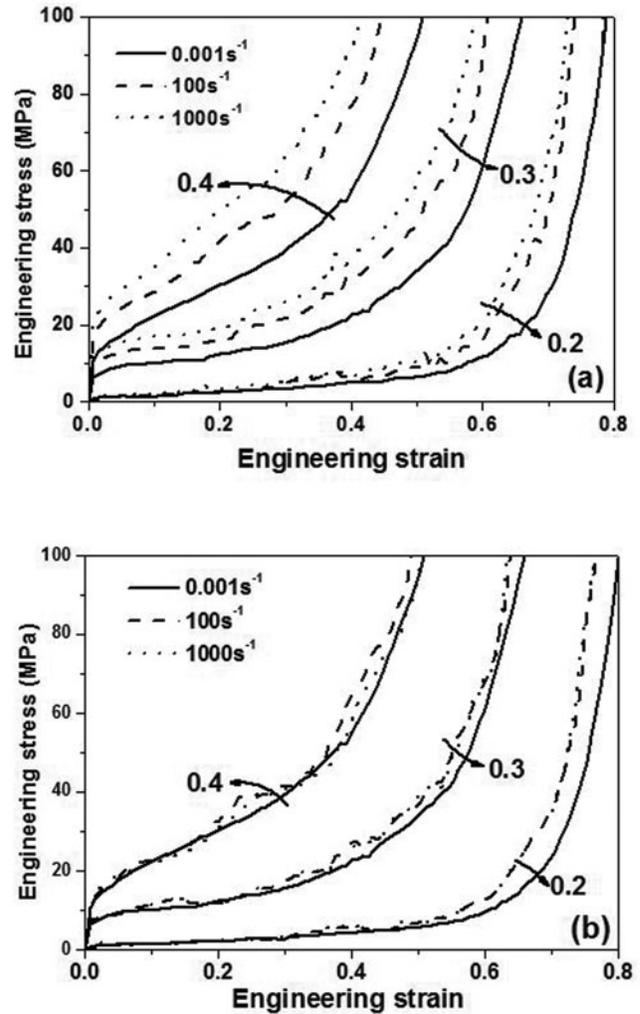 100
80
60
40
20
0
Engineering stress (MPa)
0.001s⁻¹
100s⁻¹
1000s⁻¹
0.4
0.3
0.2
(a)
0.0 0.2 0.4 0.6 0.8
Engineering strain
100
80
60
40
20
0
Engineering stress (MPa)
0.001s⁻¹
100s⁻¹
1000s⁻¹
0.4
0.3
0.2
(b)
0.0 0.2 0.4 0.6 0.8
Engineering strain